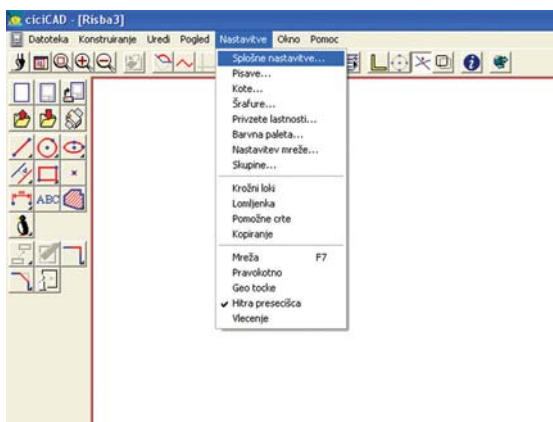 ciciCAD - [Risba3]
Datoteka Konstruiranje Uredi Pogled Nastavitve Okno Pomoc
Splošne nastavitve...
Pisave...
Kote...
Šrafure...
Privzete lastnosti...
Barvna paleta...
Nastavitev mreže...
Skupine...
Krožni loki
Lomljenka
Pomožne crte
Kopiranje
Mreža F7
Pravokotno
Geo tocke
Hitra presecišca
Vlecenje
ABC